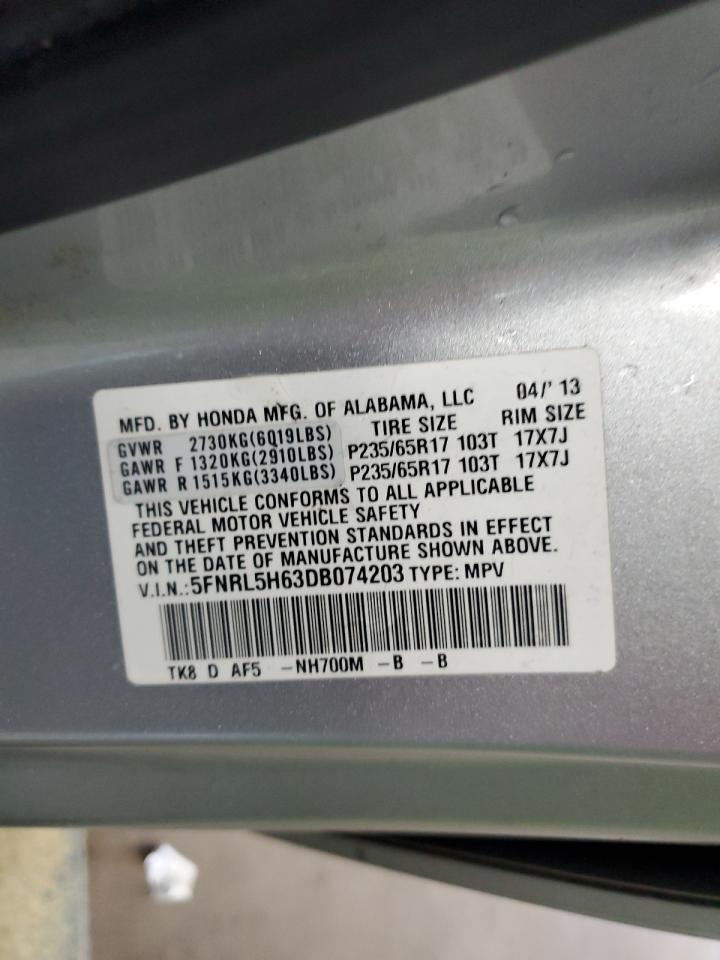 MFD. BY HONDA MFG. OF ALABAMA, LLC 04/' 13
TIRE SIZE RIM SIZE
GVWR 2730KG(6019LBS)
GAWR F 1320KG(2910LBS) P235/65R17 103T 17X7J
GAWR R 1515KG(3340LBS) P235/65R17 103T 17X7J
THIS VEHICLE CONFORMS TO ALL APPLICABLE
FEDERAL MOTOR VEHICLE SAFETY
AND THEFT PREVENTION STANDARDS IN EFFECT
ON THE DATE OF MANUFACTURE SHOWN ABOVE.
V.I.N.:5FNRL5H63DB074203 TYPE: MPV
TK8 D AF5 -NH700M -B -B